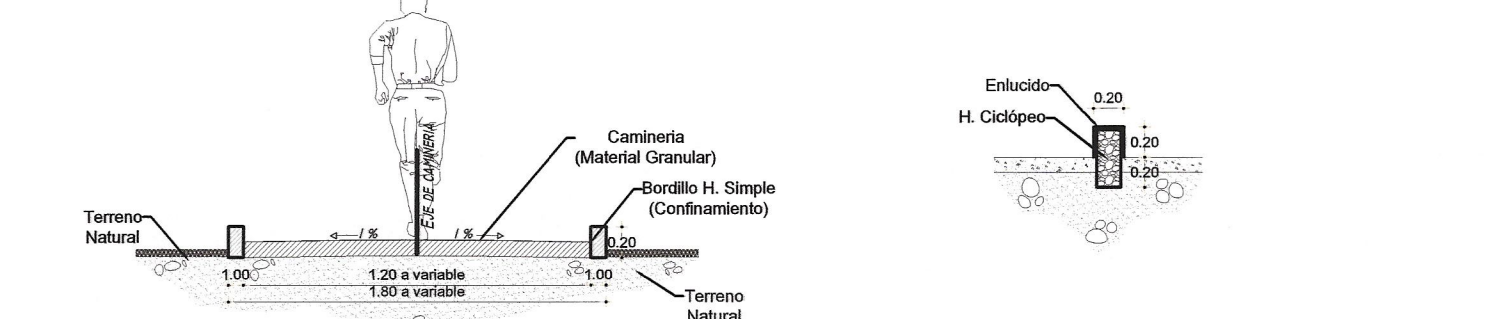 Camineria
(Material Granular)
Bordillo H. Simple
(Confinamiento)
EJE DE CAMINERIA
Terreno
Natural
1 %
1 %
0.20
1.00
1.20 a variable
1.00
1.80 a variable
Terreno
Natural
Enlucido
0.20
H. Ciclópeo
0.20
0.20